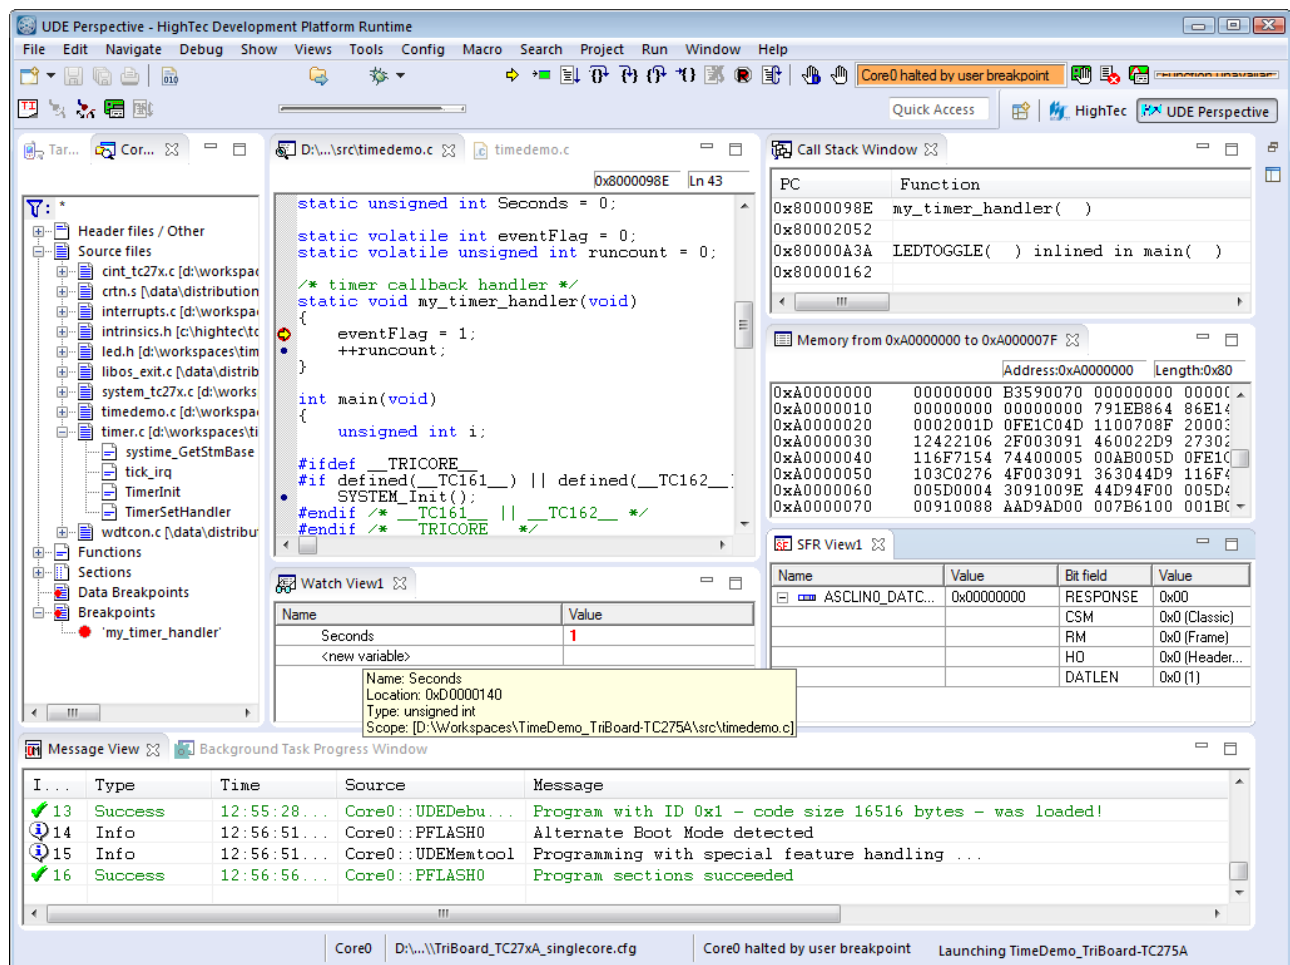 UDE Perspective - HighTec Development Platform Runtime
File Edit Navigate Debug Show Views Tools Config Macro Search Project Run Window Help
Core0 halted by user breakpoint
Quick Access HighTec UDE Perspective
Tar... Cor...
*
Header files / Other
Source files
cint_tc27x.c [d:\workspac
crtn.s [\data\distribution
interrupts.c [d:\workspa
intrinsics.h [c:\hightec\tc
led.h [d:\workspaces\tim
libos_exit.c [\data\distrib
system_tc27x.c [d:\works
timedemo.c [d:\workspa
timer.c [d:\workspaces\ti
systime_GetStmBase
tick_irq
TimerInit
TimerSetHandler
wdtcon.c [\data\distribut
Functions
Sections
Data Breakpoints
Breakpoints
'my_timer_handler'
D:\...\src\timedemo.c timedemo.c
0x8000098E Ln 43
static unsigned int Seconds = 0;
static volatile int eventFlag = 0;
static volatile unsigned int runcount = 0;
/* timer callback handler */
static void my_timer_handler(void)
{
eventFlag = 1;
++runcount;
}
int main(void)
{
unsigned int i;
#ifdef __TRICORE__
#if defined(__TC161__) || defined(__TC162__)
SYSTEM_Init();
#endif /* __TC161__ || __TC162__ */
#endif /* __TRICORE__ */
Watch View1
Name Value
Seconds 1
<new variable>
Name: Seconds
Location: 0xD0000140
Type: unsigned int
Scope: [D:\Workspaces\TimeDemo_TriBoard-TC275A\src\timedemo.c]
Call Stack Window
PC Function
0x8000098E my_timer_handler( )
0x80002052
0x80000A3A LEDTOGGLE( ) inlined in main( )
0x80000162
Memory from 0xA0000000 to 0xA000007F
Address:0xA0000000 Length:0x80
0xA0000000 00000000 B3590070 00000000 0000
0xA0000010 00000000 00000000 791EB864 86E14
0xA0000020 0002001D 0FE1C04D 1100708F 20003
0xA0000030 12422106 2F003091 460022D9 27302
0xA0000040 116F7154 74400005 00AB005D 0FE1
0xA0000050 103C0276 4F003091 363044D9 116F4
0xA0000060 005D0004 3091009E 44D94F00 005D
0xA0000070 00910088 AAD9AD00 007B6100 001B
SFR View1
Name Value Bit field Value
ASCLIN0_DATC... 0x00000000 RESPONSE 0x00
CSM 0x0 (Classic)
RM 0x0 (Frame)
HO 0x0 (Header...
DATLEN 0x0 (1)
Message View Background Task Progress Window
I... Type Time Source Message
13 Success 12:55:28... Core0::UDEDebu... Program with ID 0x1 - code size 16516 bytes - was loaded!
14 Info 12:56:51... Core0::PFLASH0 Alternate Boot Mode detected
15 Info 12:56:51... Core0::UDEMemtool Programming with special feature handling ...
16 Success 12:56:56... Core0::PFLASH0 Program sections succeeded
Core0 D:\...\\TriBoard_TC27xA_singlecore.cfg Core0 halted by user breakpoint Launching TimeDemo_TriBoard-TC275A